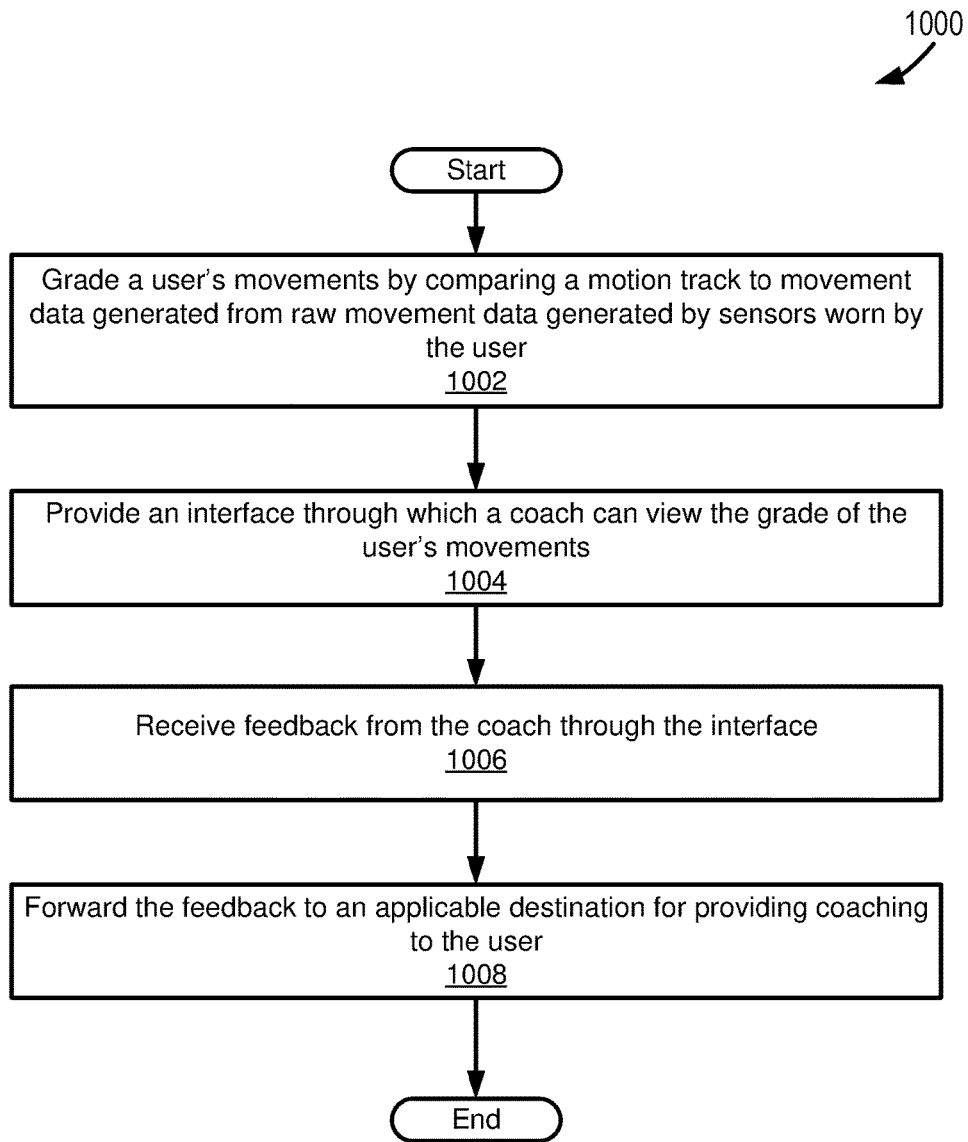 1000
Start
Grade a user's movements by comparing a motion track to movement
data generated from raw movement data generated by sensors worn by
the user
1002
Provide an interface through which a coach can view the grade of the
user's movements
1004
Receive feedback from the coach through the interface
1006
Forward the feedback to an applicable destination for providing coaching
to the user
1008
End